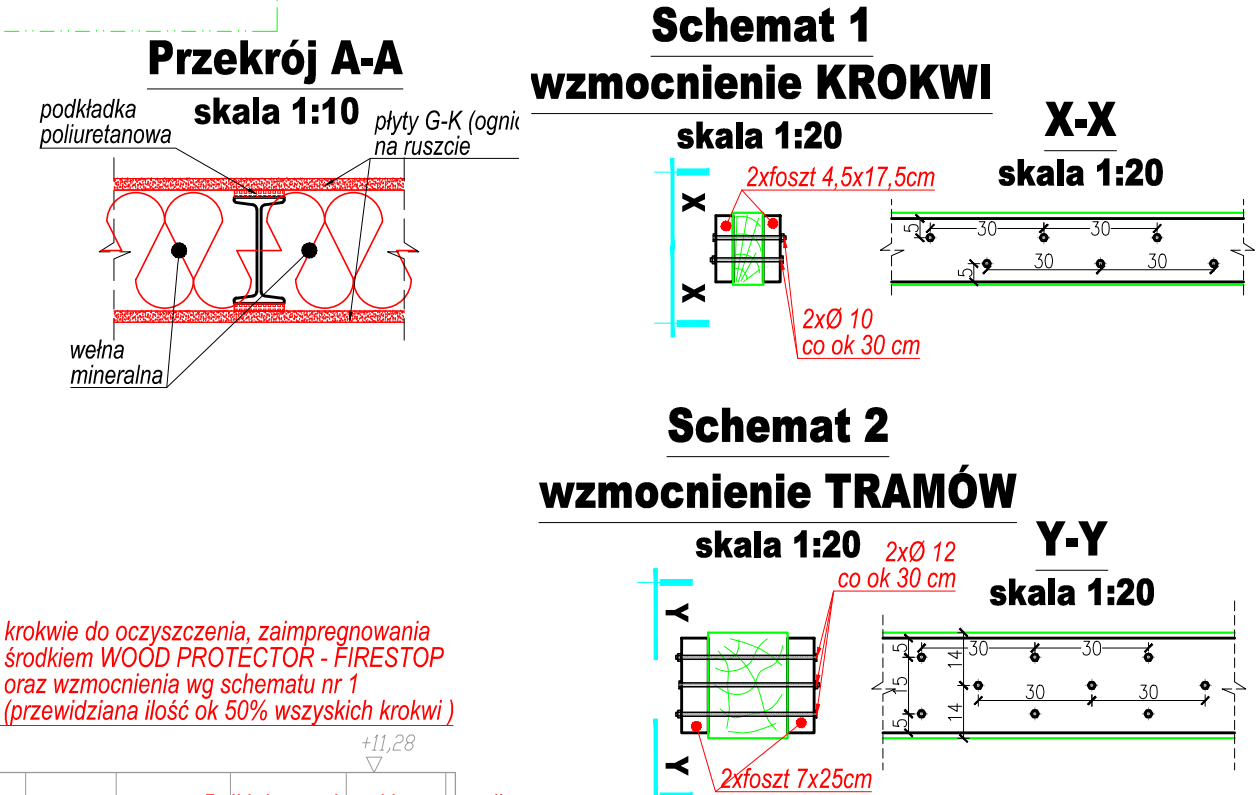 Przekrój A-A
skala 1:10
podkładka
poliuretanowa
płyty G-K
na ruszcie
wełna
mineralna
Schemat 1
wzmocnienie KROKWI
skala 1:20
X-X
skala 1:20
2xfoszt 4,5x17,5cm
X
X
2xØ 10
co ok 30 cm
5
30
30
5
30
30
Schemat 2
wzmocnienie TRAMÓW
skala 1:20
2xØ 12
co ok 30 cm
Y-Y
skala 1:20
Y
Y
2xfoszt 7x25cm
5
15
5
14
14
30
30
30
30
krokwie do oczyszczenia, zaimpregnowania
środkiem WOOD PROTECTOR - FIRESTOP
oraz wzmocnienia wg schematu nr 1
(przewidziana ilość ok 50% wszyskich krokwi )
+11,28